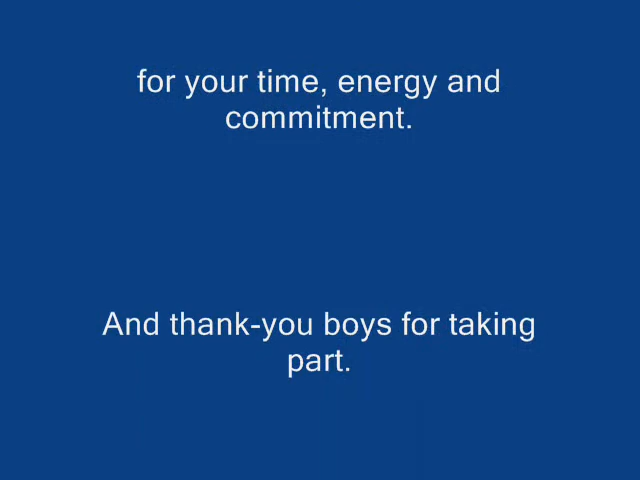 for your time, energy and
commitment.
And thank-you boys for taking
part.